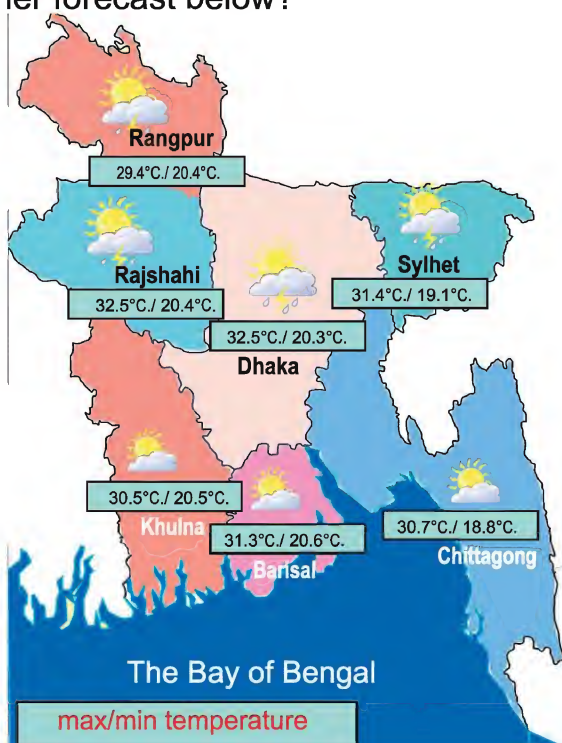 forecast below?
Rangpur
29.4°C./ 20.4°C.
Rajshahi
32.5°C./ 20.4°C.
Sylhet
31.4°C./ 19.1°C.
32.5°C./ 20.3°C.
Dhaka
30.5°C./ 20.5°C.
Khulna
31.3°C./ 20.6°C.
Barisal
30.7°C./ 18.8°C.
Chittagong
The Bay of Bengal
max/min temperature